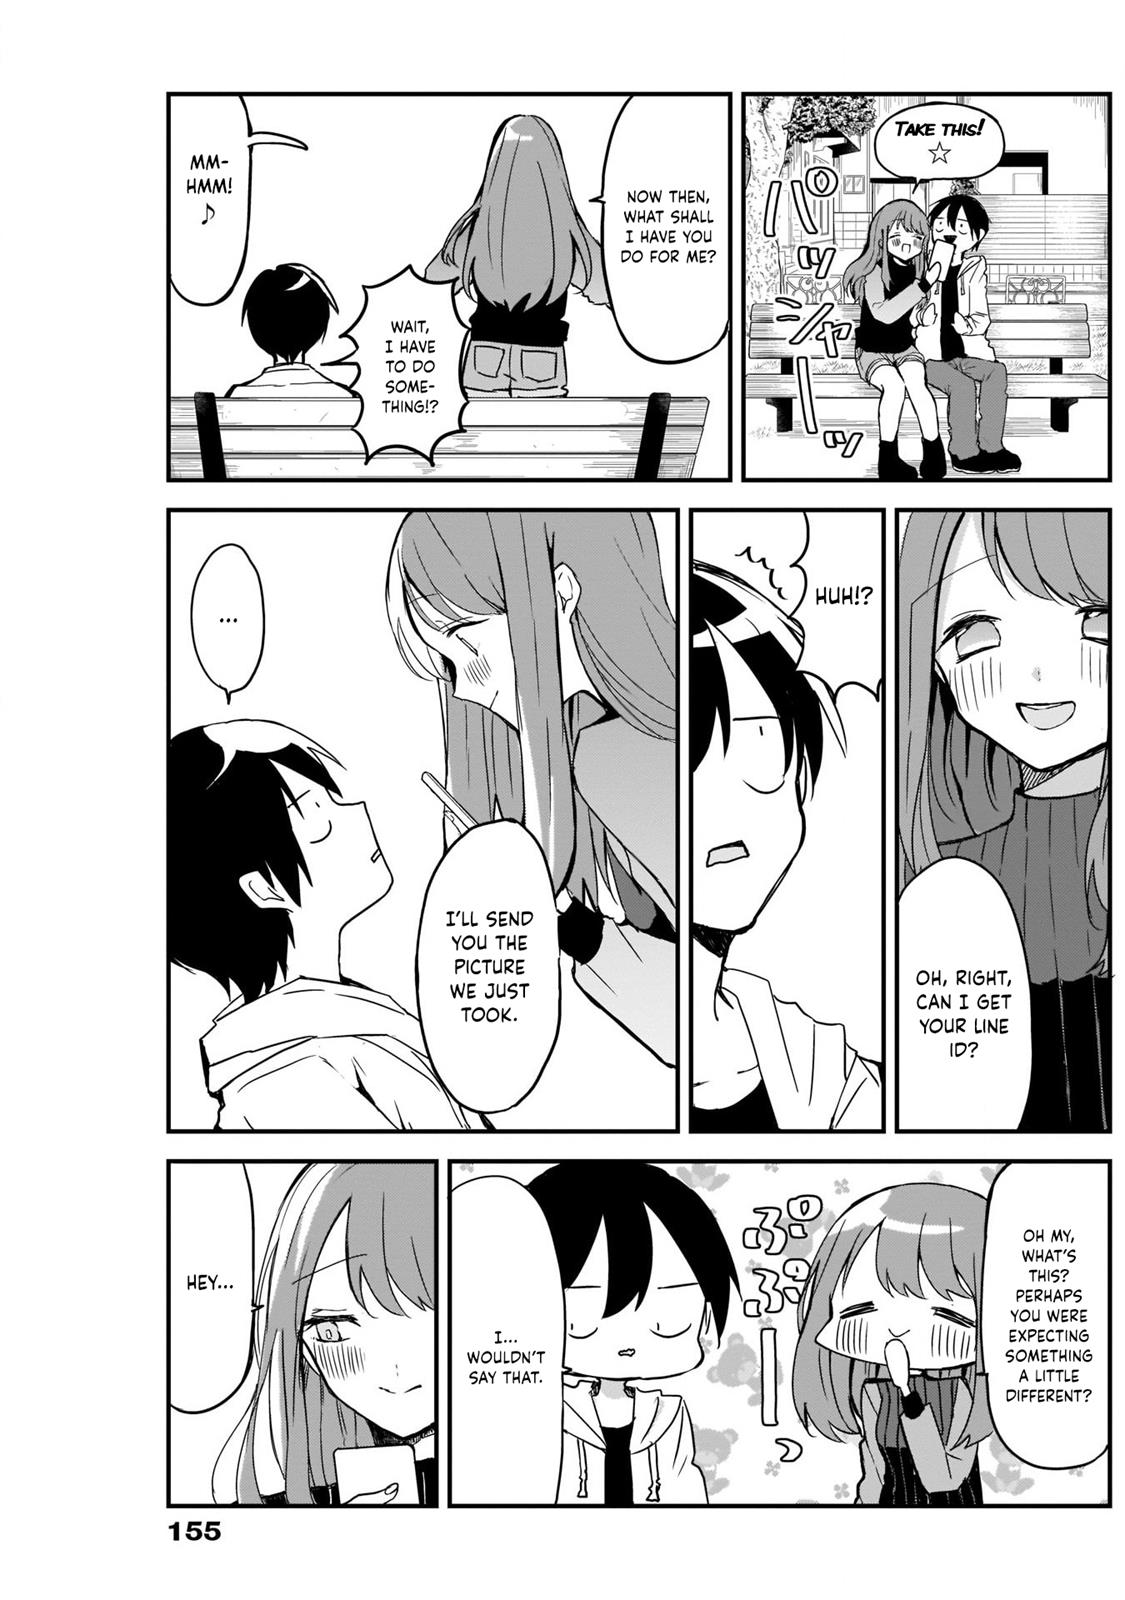 TAKE THIS!
☆
パシャーッ
NOW THEN,
WHAT SHALL
I HAVE YOU
DO FOR ME?
WAIT,
I HAVE
TO DO
SOME-
THING!?
MM-
HMM!
♪
OH, RIGHT,
CAN I GET
YOUR LINE
ID?
HUH!?
I'LL SEND
YOU THE
PICTURE
WE JUST
TOOK.
...
OH MY,
WHAT'S
THIS?
PERHAPS
YOU WERE
EXPECTING
SOMETHING
A LITTLE
DIFFERENT?
ぷぷーっ
I...
WOULDN'T
SAY THAT.
HEY...
155